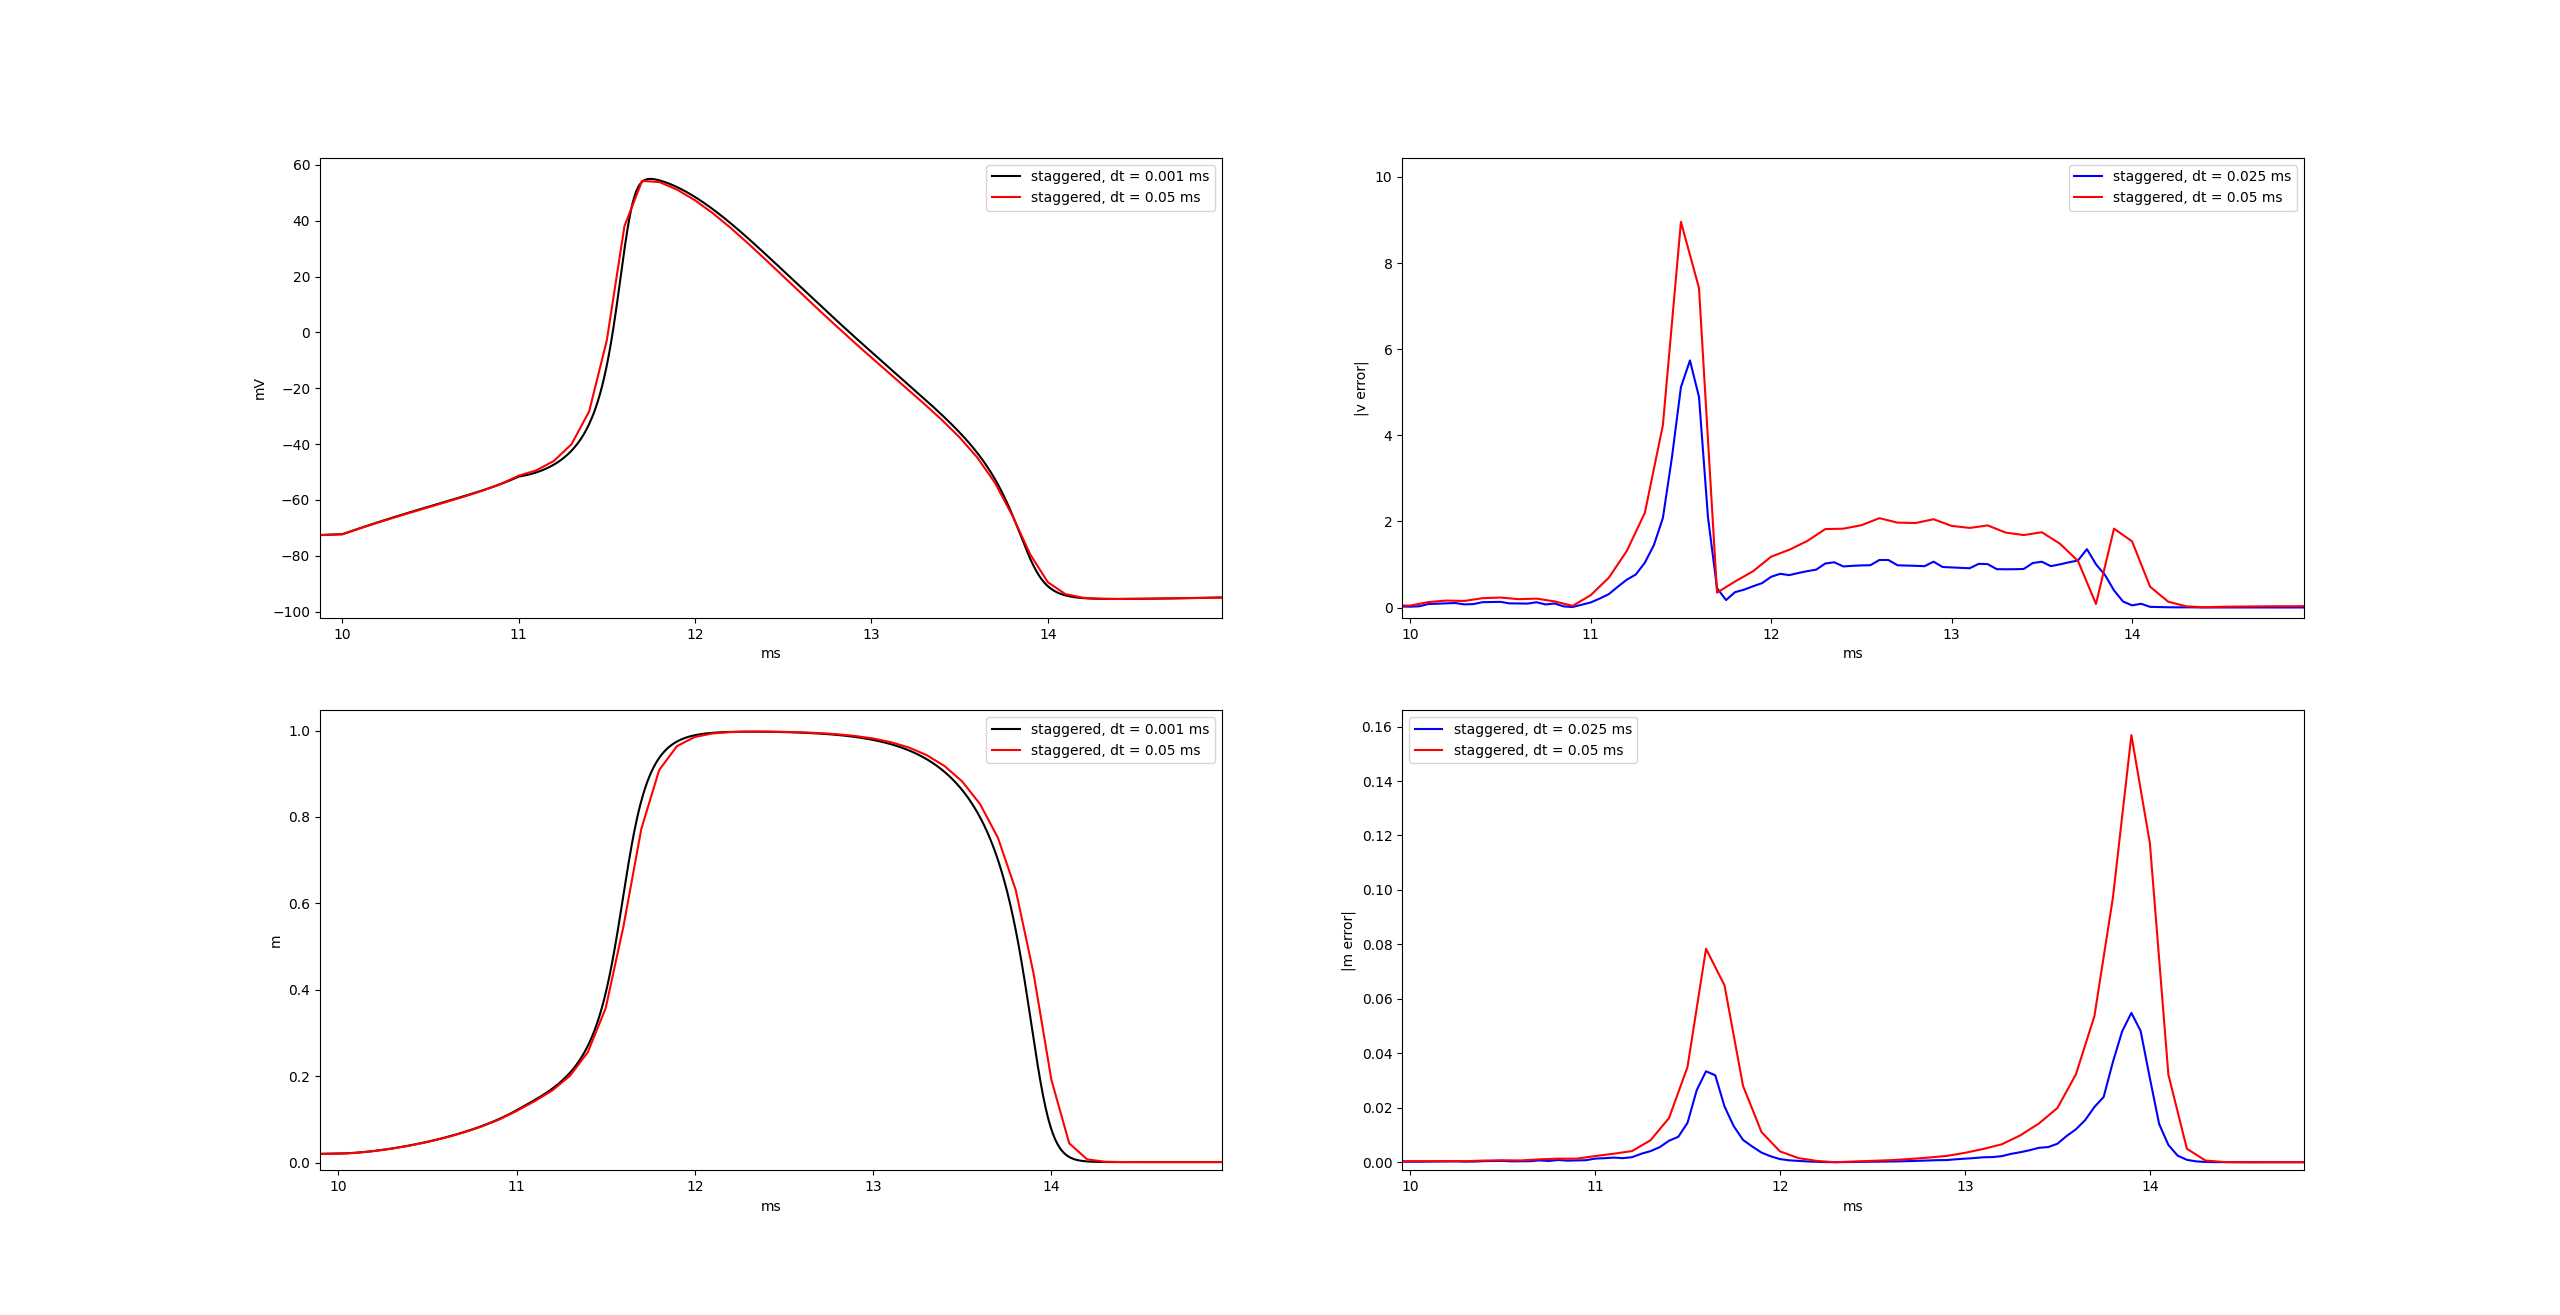 60
40
20
0
−20
−40
−60
−80
−100
mV
10 11 12 13 14
ms
staggered, dt = 0.001 ms
staggered, dt = 0.05 ms
10
8
6
4
2
0
|v error|
10 11 12 13 14
ms
staggered, dt = 0.025 ms
staggered, dt = 0.05 ms
1.0
0.8
0.6
0.4
0.2
0.0
m
10 11 12 13 14
ms
staggered, dt = 0.001 ms
staggered, dt = 0.05 ms
0.16
0.14
0.12
0.10
0.08
0.06
0.04
0.02
0.00
|m error|
10 11 12 13 14
ms
staggered, dt = 0.025 ms
staggered, dt = 0.05 ms